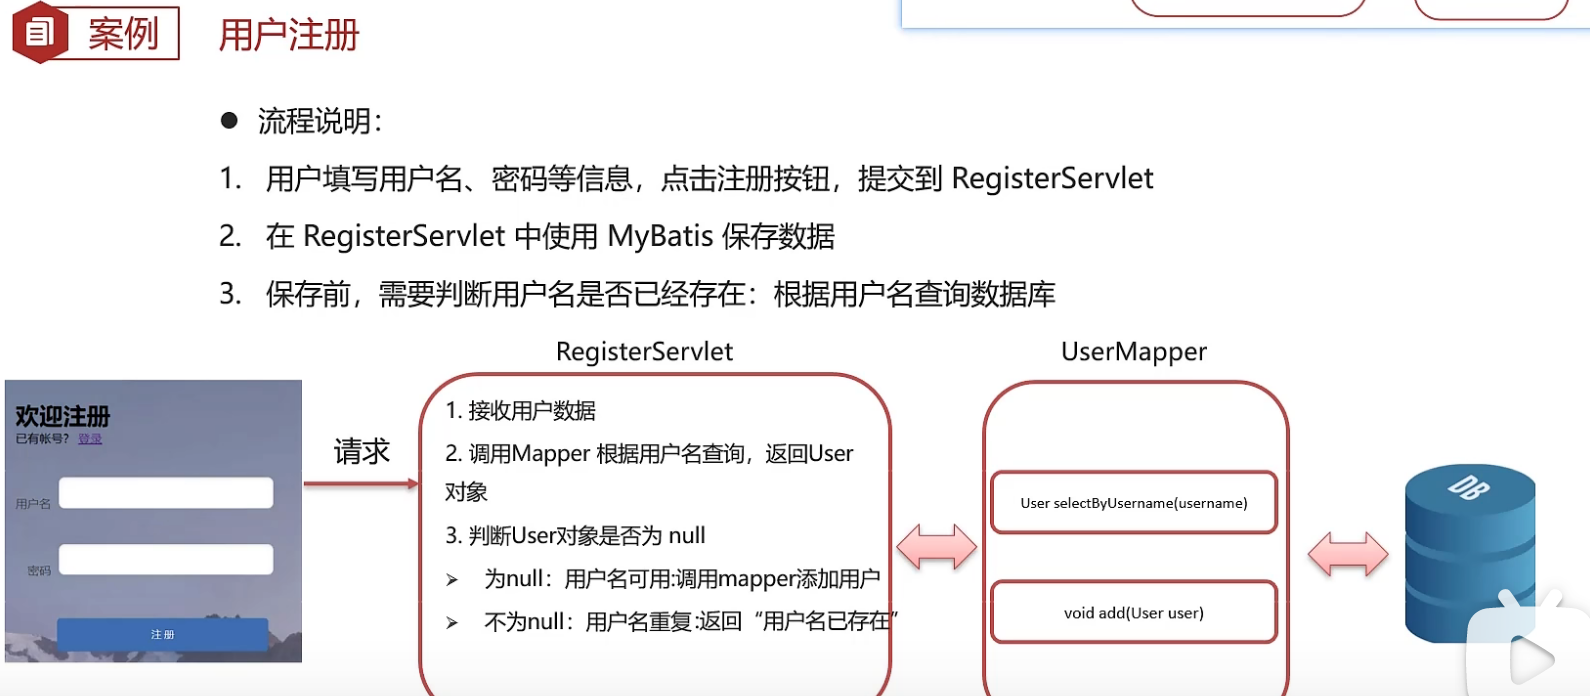 案例
用户注册
● 流程说明：
1. 用户填写用户名、密码等信息，点击注册按钮，提交到 RegisterServlet
2. 在 RegisterServlet 中使用 MyBatis 保存数据
3. 保存前，需要判断用户名是否已经存在：根据用户名查询数据库
RegisterServlet
UserMapper
欢迎注册
已有帐号？ 登录
用户名
密码
注册
请求
1. 接收用户数据
2. 调用Mapper 根据用户名查询，返回User
对象
3. 判断User对象是否为 null
➢ 为null：用户名可用:调用mapper添加用户
➢ 不为null：用户名重复:返回“用户名已存在”
User selectByUsername(username)
void add(User user)
DB